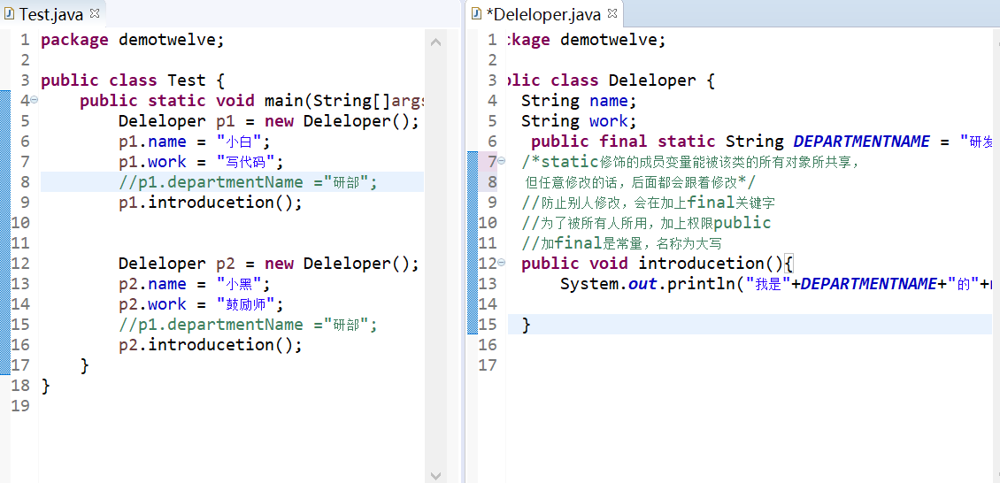 Test.java
1 package demotwelve;
2
3 public class Test {
4 public static void main(String[]args
5 Deleloper p1 = new Deleloper();
6 p1.name = "小白";
7 p1.work = "写代码";
8 //p1.departmentName ="研部";
9 p1.introducetion();
10
11
12 Deleloper p2 = new Deleloper();
13 p2.name = "小黑";
14 p2.work = "鼓励师";
15 //p1.departmentName ="研部";
16 p2.introducetion();
17 }
18 }
19
*Deleloper.java
1 ckage demotwelve;
2
3 blic class Deleloper {
4 String name;
5 String work;
6 public final static String DEPARTMENTNAME = "研发
7 /*static修饰的成员变量能被该类的所有对象所共享，
8 但任意修改的话，后面都会跟着修改*/
9 //防止别人修改，会在加上final关键字
10 //为了被所有人所用，加上权限public
11 //加final是常量，名称为大写
12 public void introducetion(){
13 System.out.println("我是"+DEPARTMENTNAME+"的"+
14
15 }
16
17